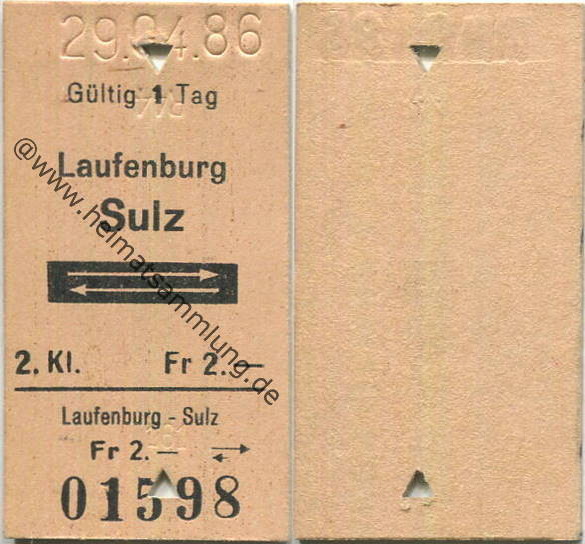 29.04.86
Gültig 1 Tag
Laufenburg
Sulz
2. Kl. Fr 2.—
Laufenburg - Sulz
Fr 2.—
01598
@www.heimatsammlung.de